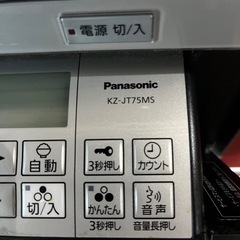 電源 切/入
Panasonic
KZ-JT75MS
自動
3秒押し
カウント
切/入
かんたん
3秒押し
音声
音量長押し